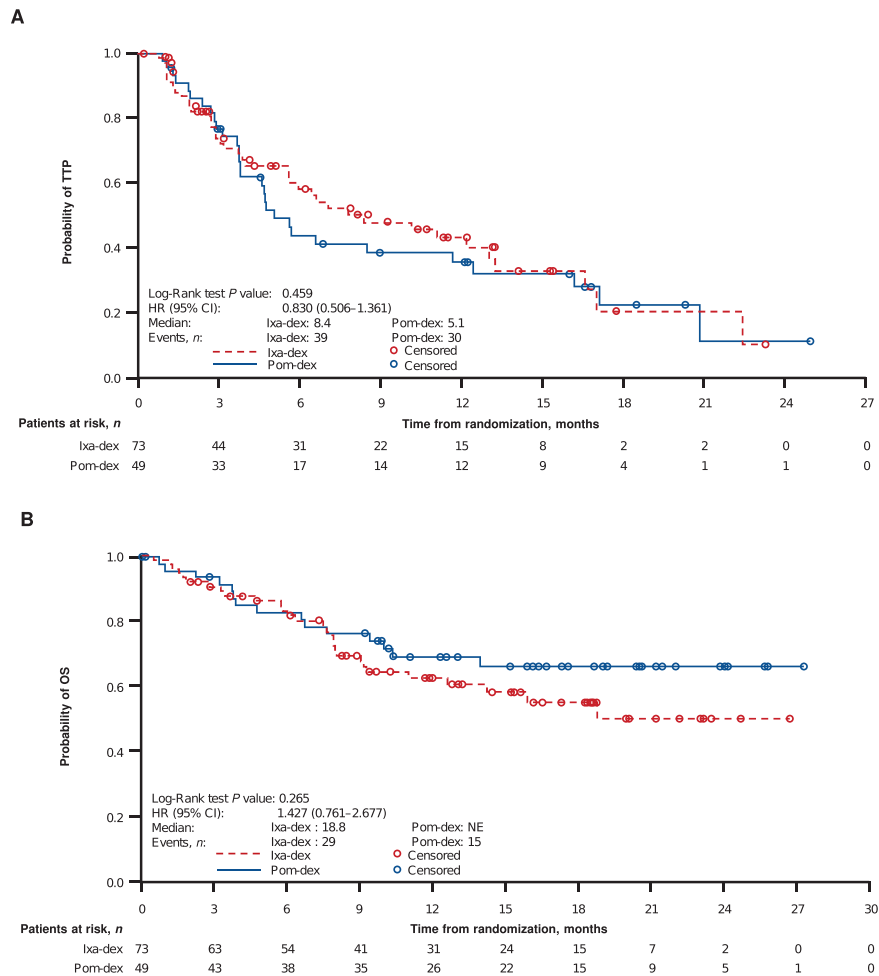 A
1.0
0.8
0.6
0.4
0.2
0.0
Probability of TTP
Log-Rank test P value: 0.459
HR (95% CI): 0.830 (0.506–1.361)
Median: Ixa-dex: 8.4 Pom-dex: 5.1
Events, n: Ixa-dex: 39 Pom-dex: 30
Ixa-dex Censored
Pom-dex Censored
0 3 6 9 12 15 18 21 24 27
Patients at risk, n Time from randomization, months
Ixa-dex 73 44 31 22 15 8 2 2 0 0
Pom-dex 49 33 17 14 12 9 4 1 1 0
B
1.0
0.8
0.6
0.4
0.2
0.0
Probability of OS
Log-Rank test P value: 0.265
HR (95% CI): 1.427 (0.761–2.677)
Median: Ixa-dex : 18.8 Pom-dex: NE
Events, n: Ixa-dex : 29 Pom-dex: 15
Ixa-dex Censored
Pom-dex Censored
0 3 6 9 12 15 18 21 24 27 30
Patients at risk, n Time from randomization, months
Ixa-dex 73 63 54 41 31 24 15 7 2 0 0
Pom-dex 49 43 38 35 26 22 15 9 5 1 0